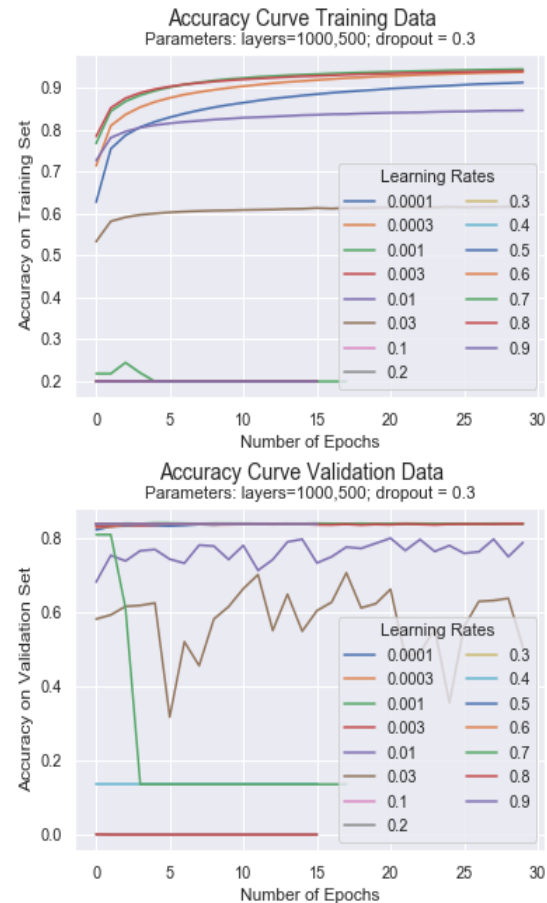 Accuracy Curve Training Data
Parameters: layers=1000,500; dropout = 0.3
Accuracy on Training Set
0.9
0.8
0.7
0.6
0.5
0.4
0.3
0.2
Learning Rates
0.0001 0.3
0.0003 0.4
0.001 0.5
0.003 0.6
0.01 0.7
0.03 0.8
0.1 0.9
0.2
0 5 10 15 20 25 30
Number of Epochs
Accuracy Curve Validation Data
Parameters: layers=1000,500; dropout = 0.3
Accuracy on Validation Set
0.8
0.6
0.4
0.2
0.0
Learning Rates
0.0001 0.3
0.0003 0.4
0.001 0.5
0.003 0.6
0.01 0.7
0.03 0.8
0.1 0.9
0.2
0 5 10 15 20 25 30
Number of Epochs